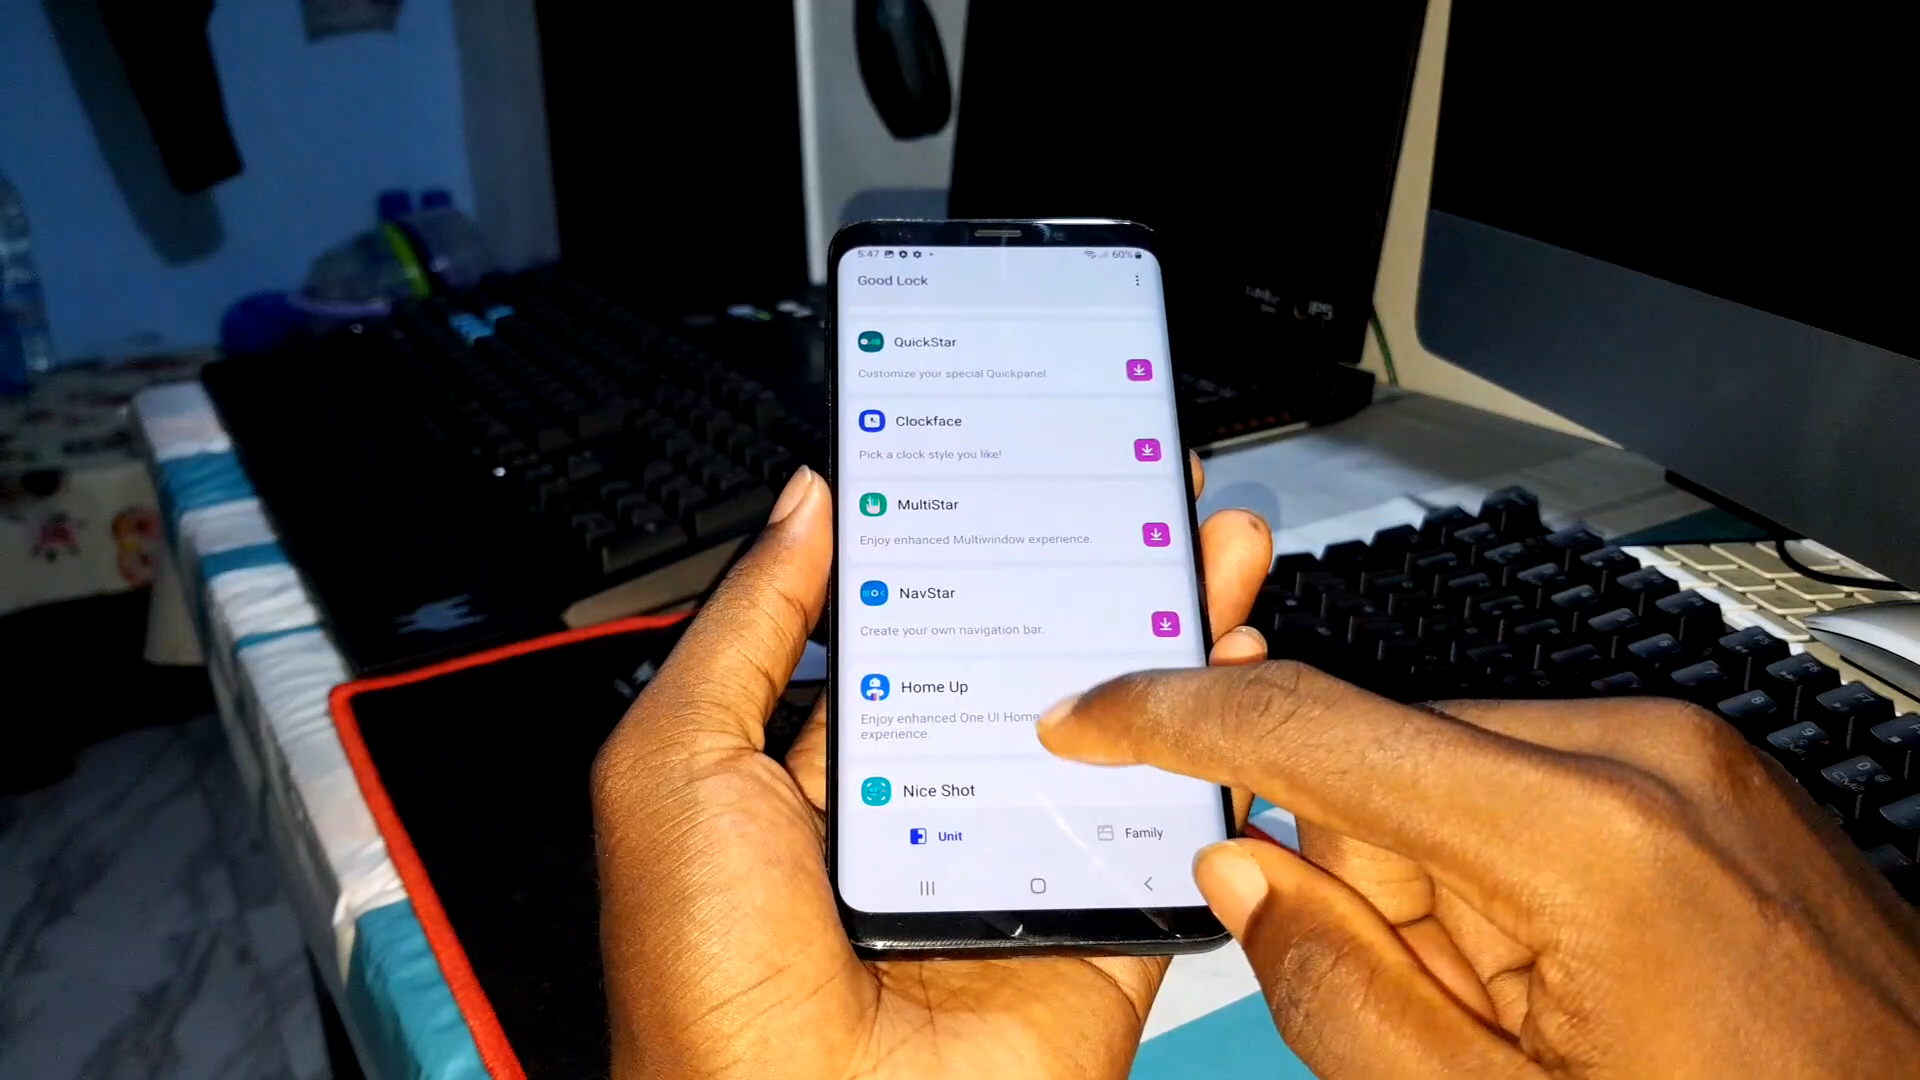 5:47
60%
Good Lock
QuickStar
Customize your special Quickpanel.
Clockface
Pick a clock style you like!
MultiStar
Enjoy enhanced Multiwindow experience.
NavStar
Create your own navigation bar.
Home Up
Enjoy enhanced One UI Home
experience.
Nice Shot
Unit
Family
IPS